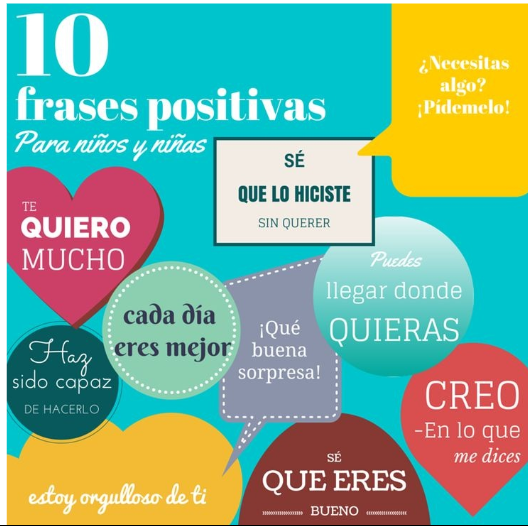 10
frases positivas
Para niños y niñas
¿Necesitas
algo?
¡Pídemelo!
SÉ
QUE LO HICISTE
SIN QUERER
TE
QUIERO
MUCHO
Puedes
llegar donde
QUIERAS
cada día
eres mejor
¡Qué
buena
sorpresa!
Haz
sido capaz
DE HACERLO
CREO
-En lo que
me dices
estoy orgulloso de ti
SÉ
QUE ERES
BUENO